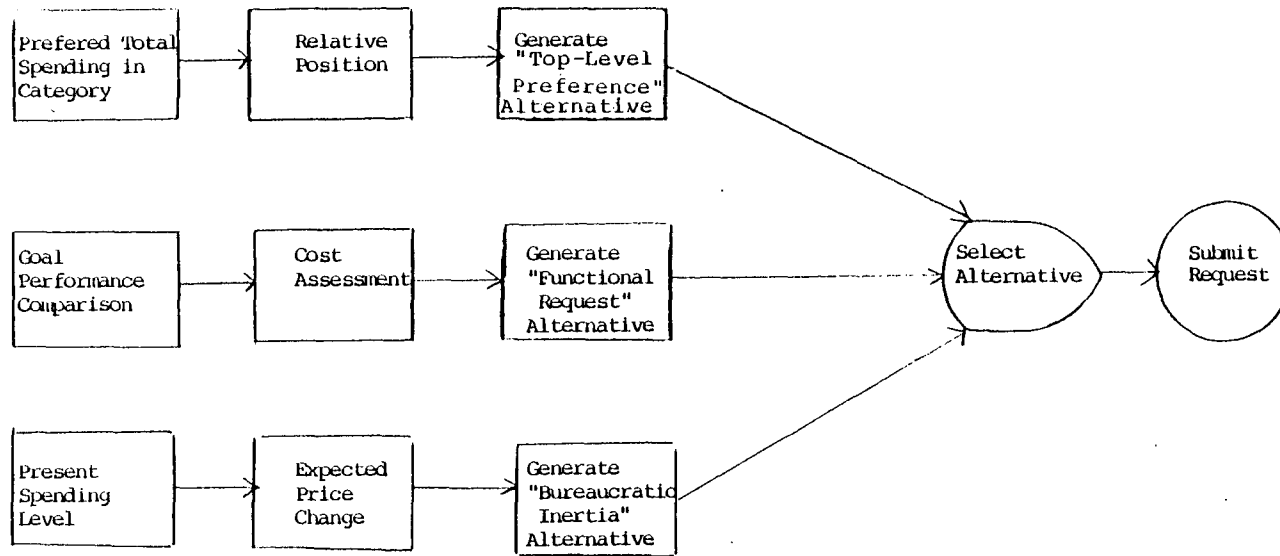 Prefered Total
Spending in
Category
Relative
Position
Generate
"Top-Level
Preference"
Alternative
Goal
Performance
Comparison
Cost
Assessment
Generate
"Functional
Request"
Alternative
Select
Alternative
Submit
Request
Present
Spending
Level
Expected
Price
Change
Generate
"Bureaucratic
Inertia"
Alternative